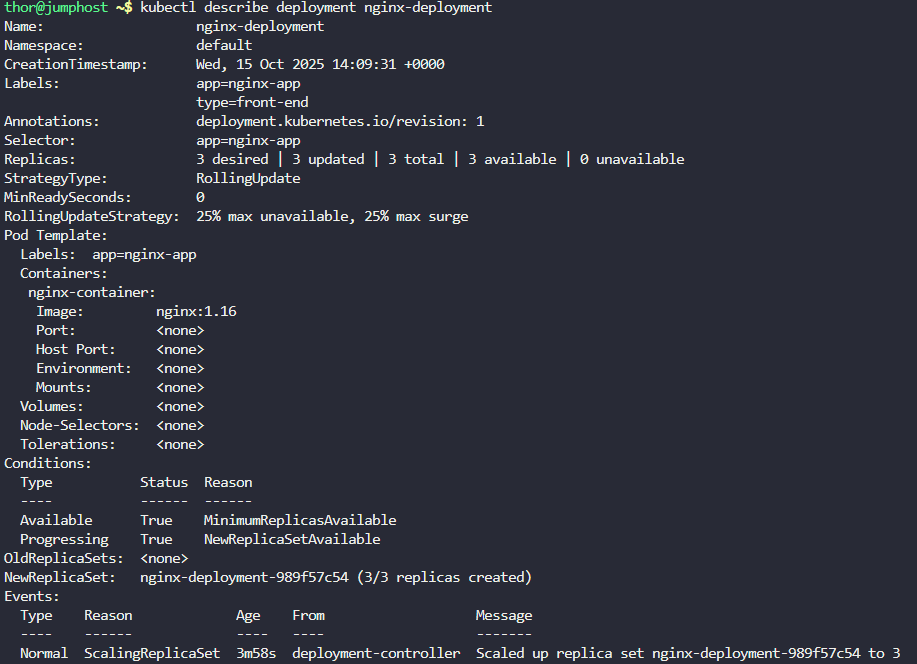 thor@jumphost ~$ kubectl describe deployment nginx-deployment
Name:                   nginx-deployment
Namespace:              default
CreationTimestamp:      Wed, 15 Oct 2025 14:09:31 +0000
Labels:                 app=nginx-app
                        type=front-end
Annotations:            deployment.kubernetes.io/revision: 1
Selector:               app=nginx-app
Replicas:               3 desired | 3 updated | 3 total | 3 available | 0 unavailable
StrategyType:           RollingUpdate
MinReadySeconds:        0
RollingUpdateStrategy:  25% max unavailable, 25% max surge
Pod Template:
  Labels:  app=nginx-app
  Containers:
   nginx-container:
    Image:         nginx:1.16
    Port:          <none>
    Host Port:     <none>
    Environment:   <none>
    Mounts:        <none>
  Volumes:         <none>
  Node-Selectors:  <none>
  Tolerations:     <none>
Conditions:
  Type           Status  Reason
  ----           ------  ------
  Available      True    MinimumReplicasAvailable
  Progressing    True    NewReplicaSetAvailable
OldReplicaSets:  <none>
NewReplicaSet:   nginx-deployment-989f57c54 (3/3 replicas created)
Events:
  Type    Reason             Age    From                   Message
  ----    ------             ----   ----                   -------
  Normal  ScalingReplicaSet  3m58s  deployment-controller  Scaled up replica set nginx-deployment-989f57c54 to 3